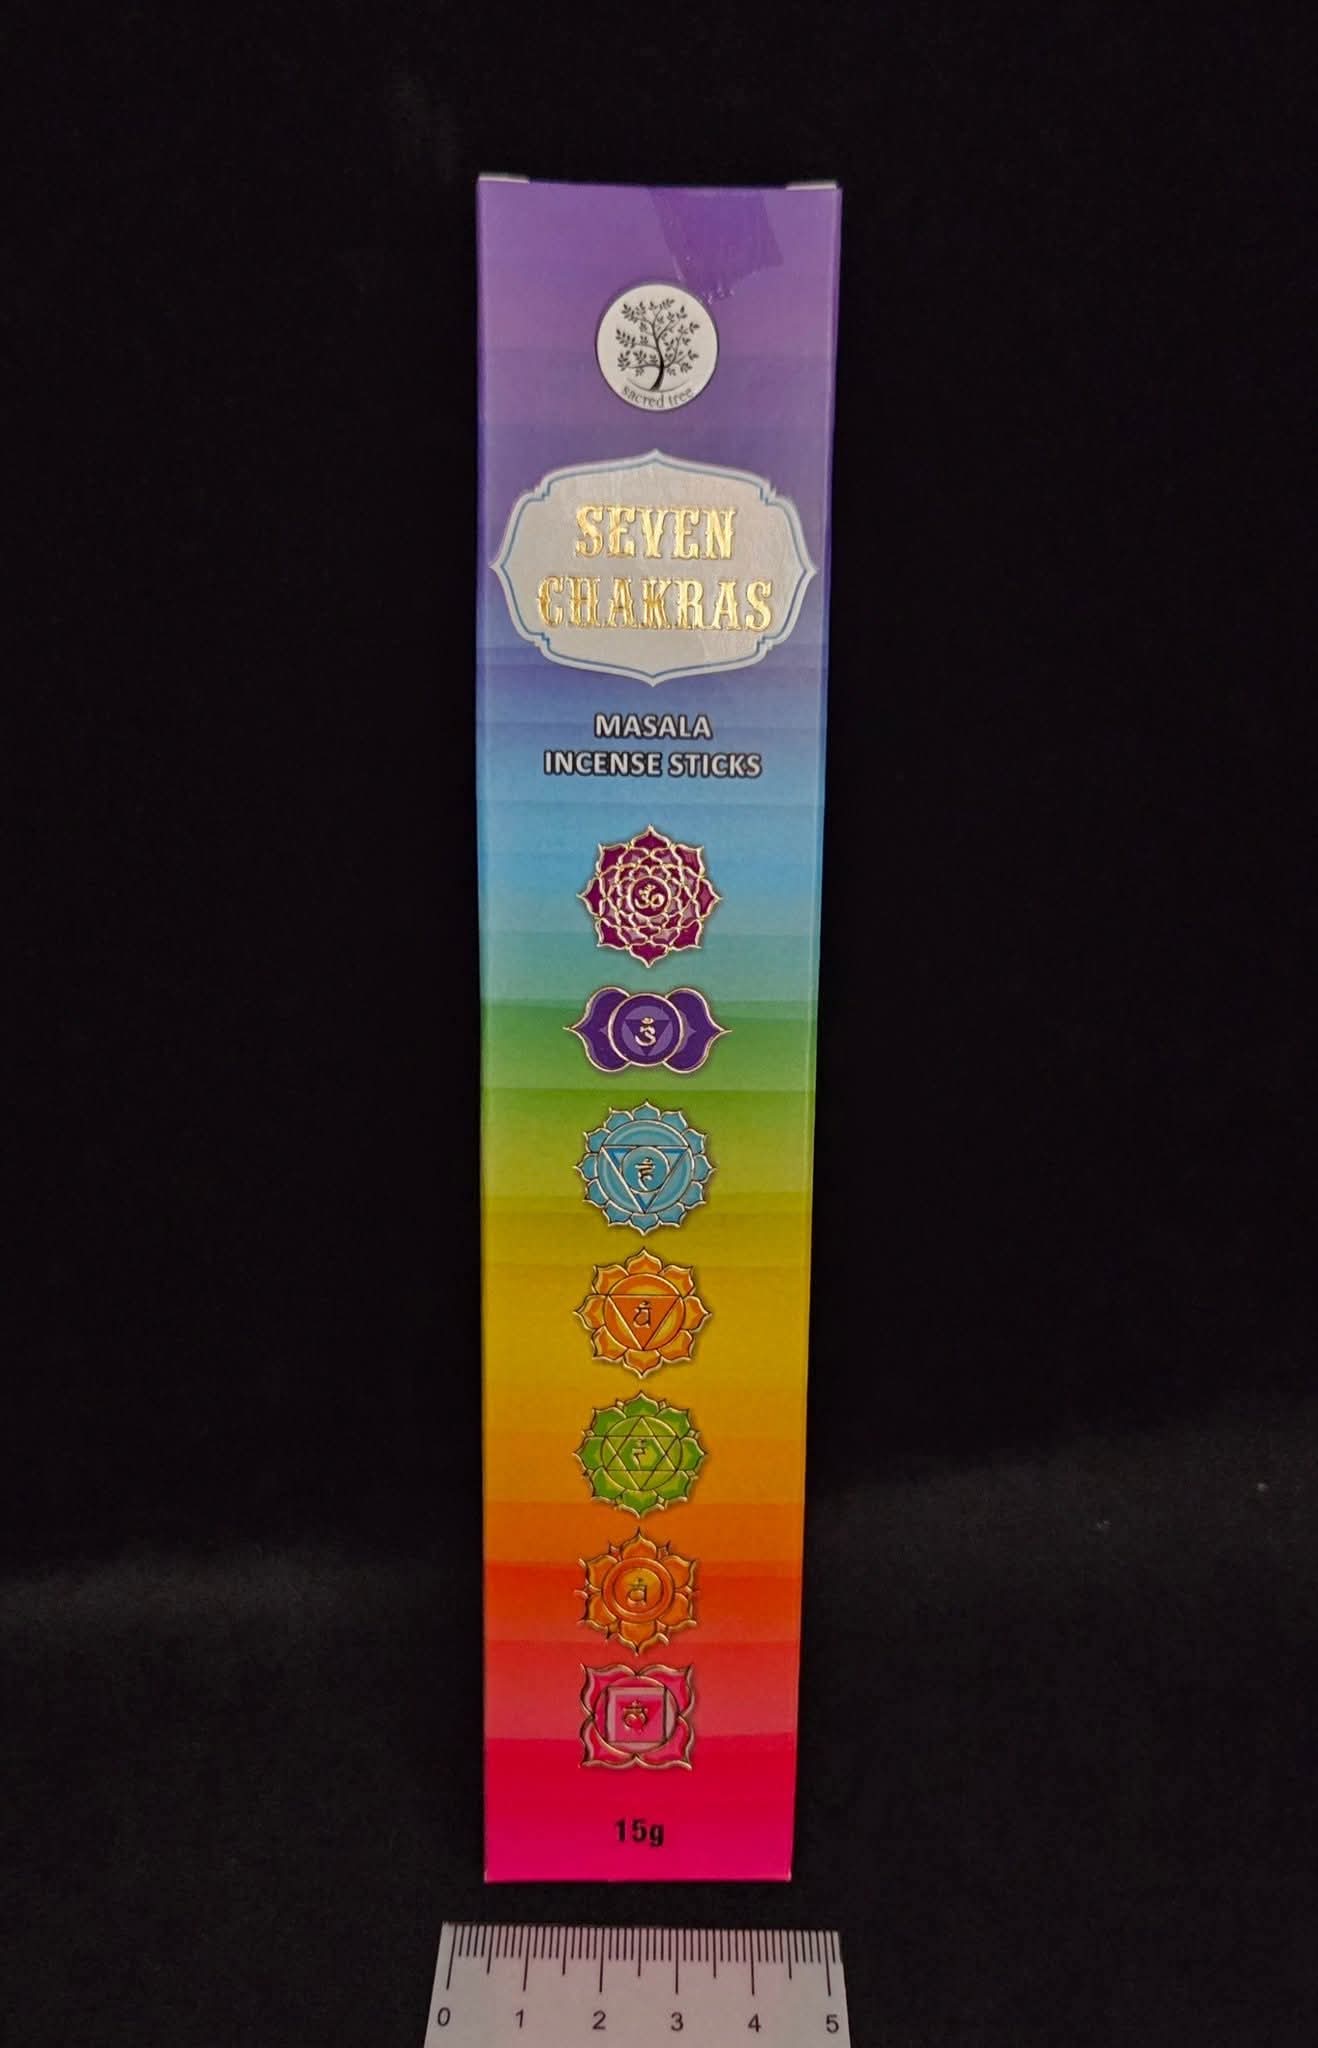 sacred tree
SEVEN
CHAKRAS
MASALA
INCENSE STICKS
ॐ
15g
0 1 2 3 4 5